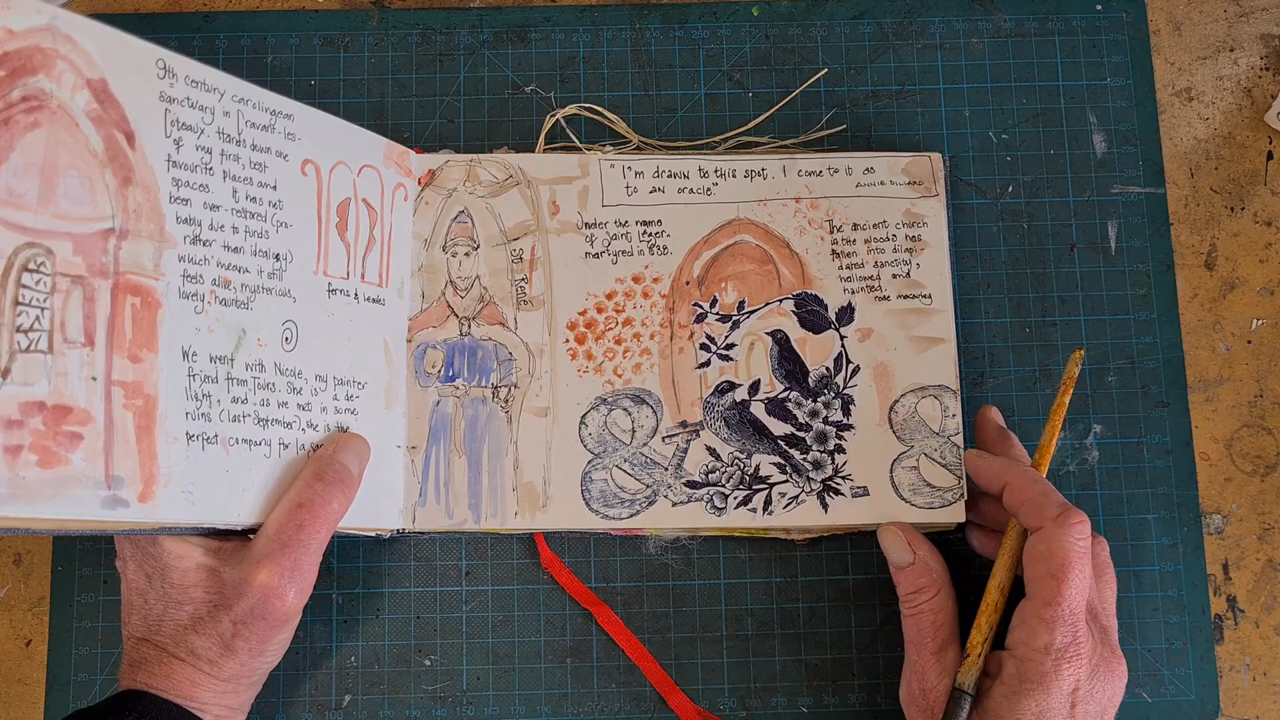 9th century carolingean
sanctuary in Cravant-les-
Coteaux. Hands down one
of my first, best
favourite places and
spaces. It has not
been over-restored (pro-
bably due to funds
rather than idealogy)
which means it still
feels alive, mysterious,
lovely, haunted.
ferns & leaves
We went with Nicole, my painter
friend from Tours. She is a de-
light, and as we met in some
ruins (last September), she is the
perfect company for
St René
"I'm drawn to this spot. I come to it as
to an oracle"
ANNIE DILLARD
Under the name
of Saint Léger.
martyred in 838.
The ancient church
in the woods has
fallen into dilapi-
dated sanctity,
hallowed and
haunted.
rose macauley
&
&